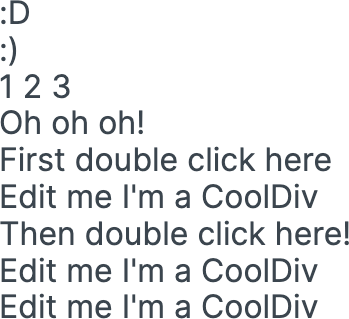 :D
:)
1 2 3
Oh oh oh!
First double click here
Edit me I'm a CoolDiv
Then double click here!
Edit me I'm a CoolDiv
Edit me I'm a CoolDiv